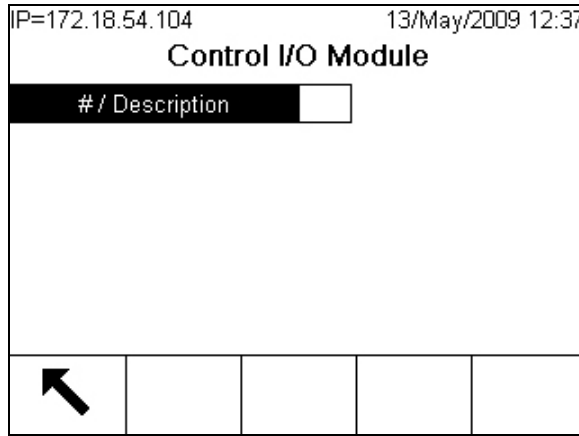 IP=172.18.54.104 13/May/2009 12:37
Control I/O Module
# / Description